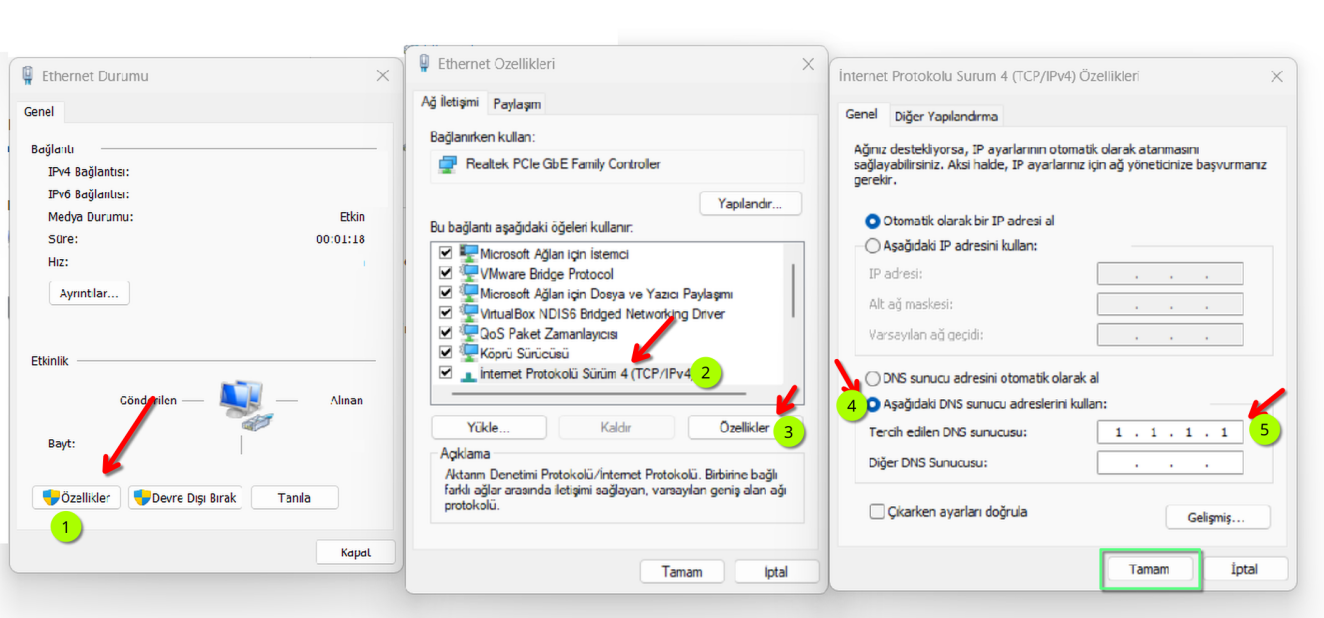 Ethernet Durumu
Genel
Bağlantı
IPv4 Bağlantısı:
IPv6 Bağlantısı:
Medya Durumu:
Etkin
Süre:
00:01:18
Hız:
Ayrıntılar...
Etkinlik
Gönderilen
Alınan
Bayt:
Özellikler
Devre Dışı Bırak
Tanıla
1
Kapat
Ethernet Özellikleri
Ağ İletişimi
Paylaşım
Bağlanırken kullan:
Realtek PCIe GbE Family Controller
Yapılandır...
Bu bağlantı aşağıdaki öğeleri kullanır:
Microsoft Ağları için İstemci
VMware Bridge Protocol
Microsoft Ağları için Dosya ve Yazıcı Paylaşımı
VirtualBox NDIS6 Bridged Networking Driver
QoS Paket Zamanlayıcısı
Köprü Sürücüsü
İnternet Protokolü Sürüm 4 (TCP/IPv4
2
Yükle...
Kaldır
Özellikler
3
Açıklama
Aktarım Denetimi Protokolü/İnternet Protokolü. Birbirine bağlı
farklı ağlar arasında iletişimi sağlayan, varsayılan geniş alan ağı
protokolü.
Tamam
İptal
İnternet Protokolü Sürüm 4 (TCP/IPv4) Özellikleri
Genel
Diğer Yapılandırma
Ağınız destekliyorsa, IP ayarlarının otomatik olarak atanmasını
sağlayabilirsiniz. Aksi halde, IP ayarlarınız için ağ yöneticinize başvurmanız
gerekir.
Otomatik olarak bir IP adresi al
Aşağıdaki IP adresini kullan:
IP adresi:
. . .
Alt ağ maskesi:
. . .
Varsayılan ağ geçidi:
. . .
DNS sunucu adresini otomatik olarak al
4
Aşağıdaki DNS sunucu adreslerini kullan:
Tercih edilen DNS sunucusu:
1 . 1 . 1 . 1
5
Diğer DNS Sunucusu:
. . .
Çıkarken ayarları doğrula
Gelişmiş...
Tamam
İptal